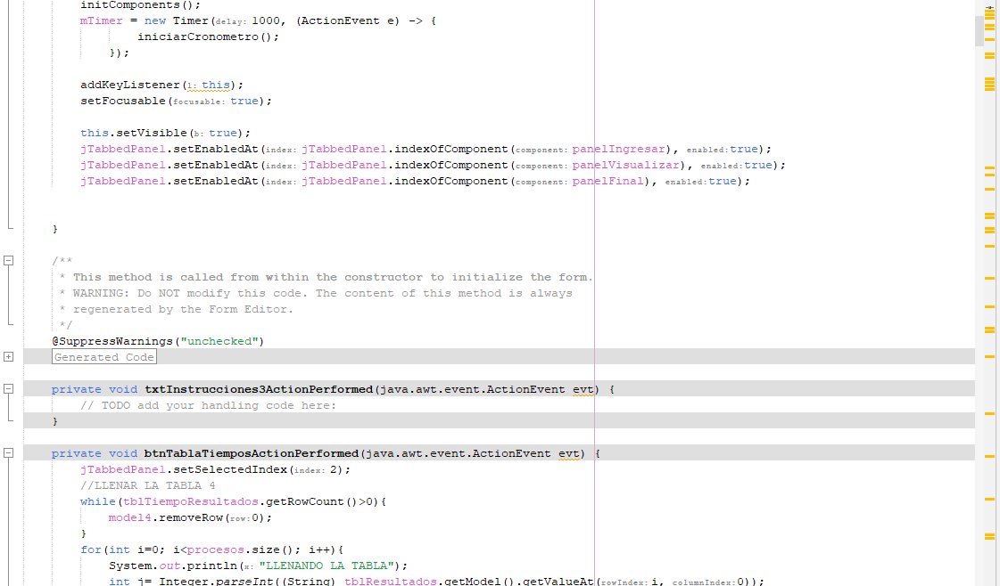 initComponents();
mTimer = new Timer(delay: 1000, (ActionEvent e) -> {
iniciarCronometro();
});
addKeyListener(l: this);
setFocusable(focusable: true);
this.setVisible(b: true);
jTabbedPanel.setEnabledAt(index: jTabbedPanel.indexOfComponent(component: panelIngresar), enabled:true);
jTabbedPanel.setEnabledAt(index: jTabbedPanel.indexOfComponent(component: panelVisualizar), enabled:true);
jTabbedPanel.setEnabledAt(index: jTabbedPanel.indexOfComponent(component: panelFinal), enabled:true);
}
/**
* This method is called from within the constructor to initialize the form.
* WARNING: Do NOT modify this code. The content of this method is always
* regenerated by the Form Editor.
*/
@SuppressWarnings("unchecked")
Generated Code
private void txtInstrucciones3ActionPerformed(java.awt.event.ActionEvent evt) {
// TODO add your handling code here:
}
private void btnTablaTiemposActionPerformed(java.awt.event.ActionEvent evt) {
jTabbedPanel.setSelectedIndex(index: 2);
//LLENAR LA TABLA 4
while(tblTiempoResultados.getRowCount()>0){
model4.removeRow(row:0);
}
for(int i=0; i<procesos.size(); i++){
System.out.println(x: "LLENANDO LA TABLA");
int j= Integer.parseInt((String) tblResultados.getModel().getValueAt(rowIndex: i, columnIndex:0));